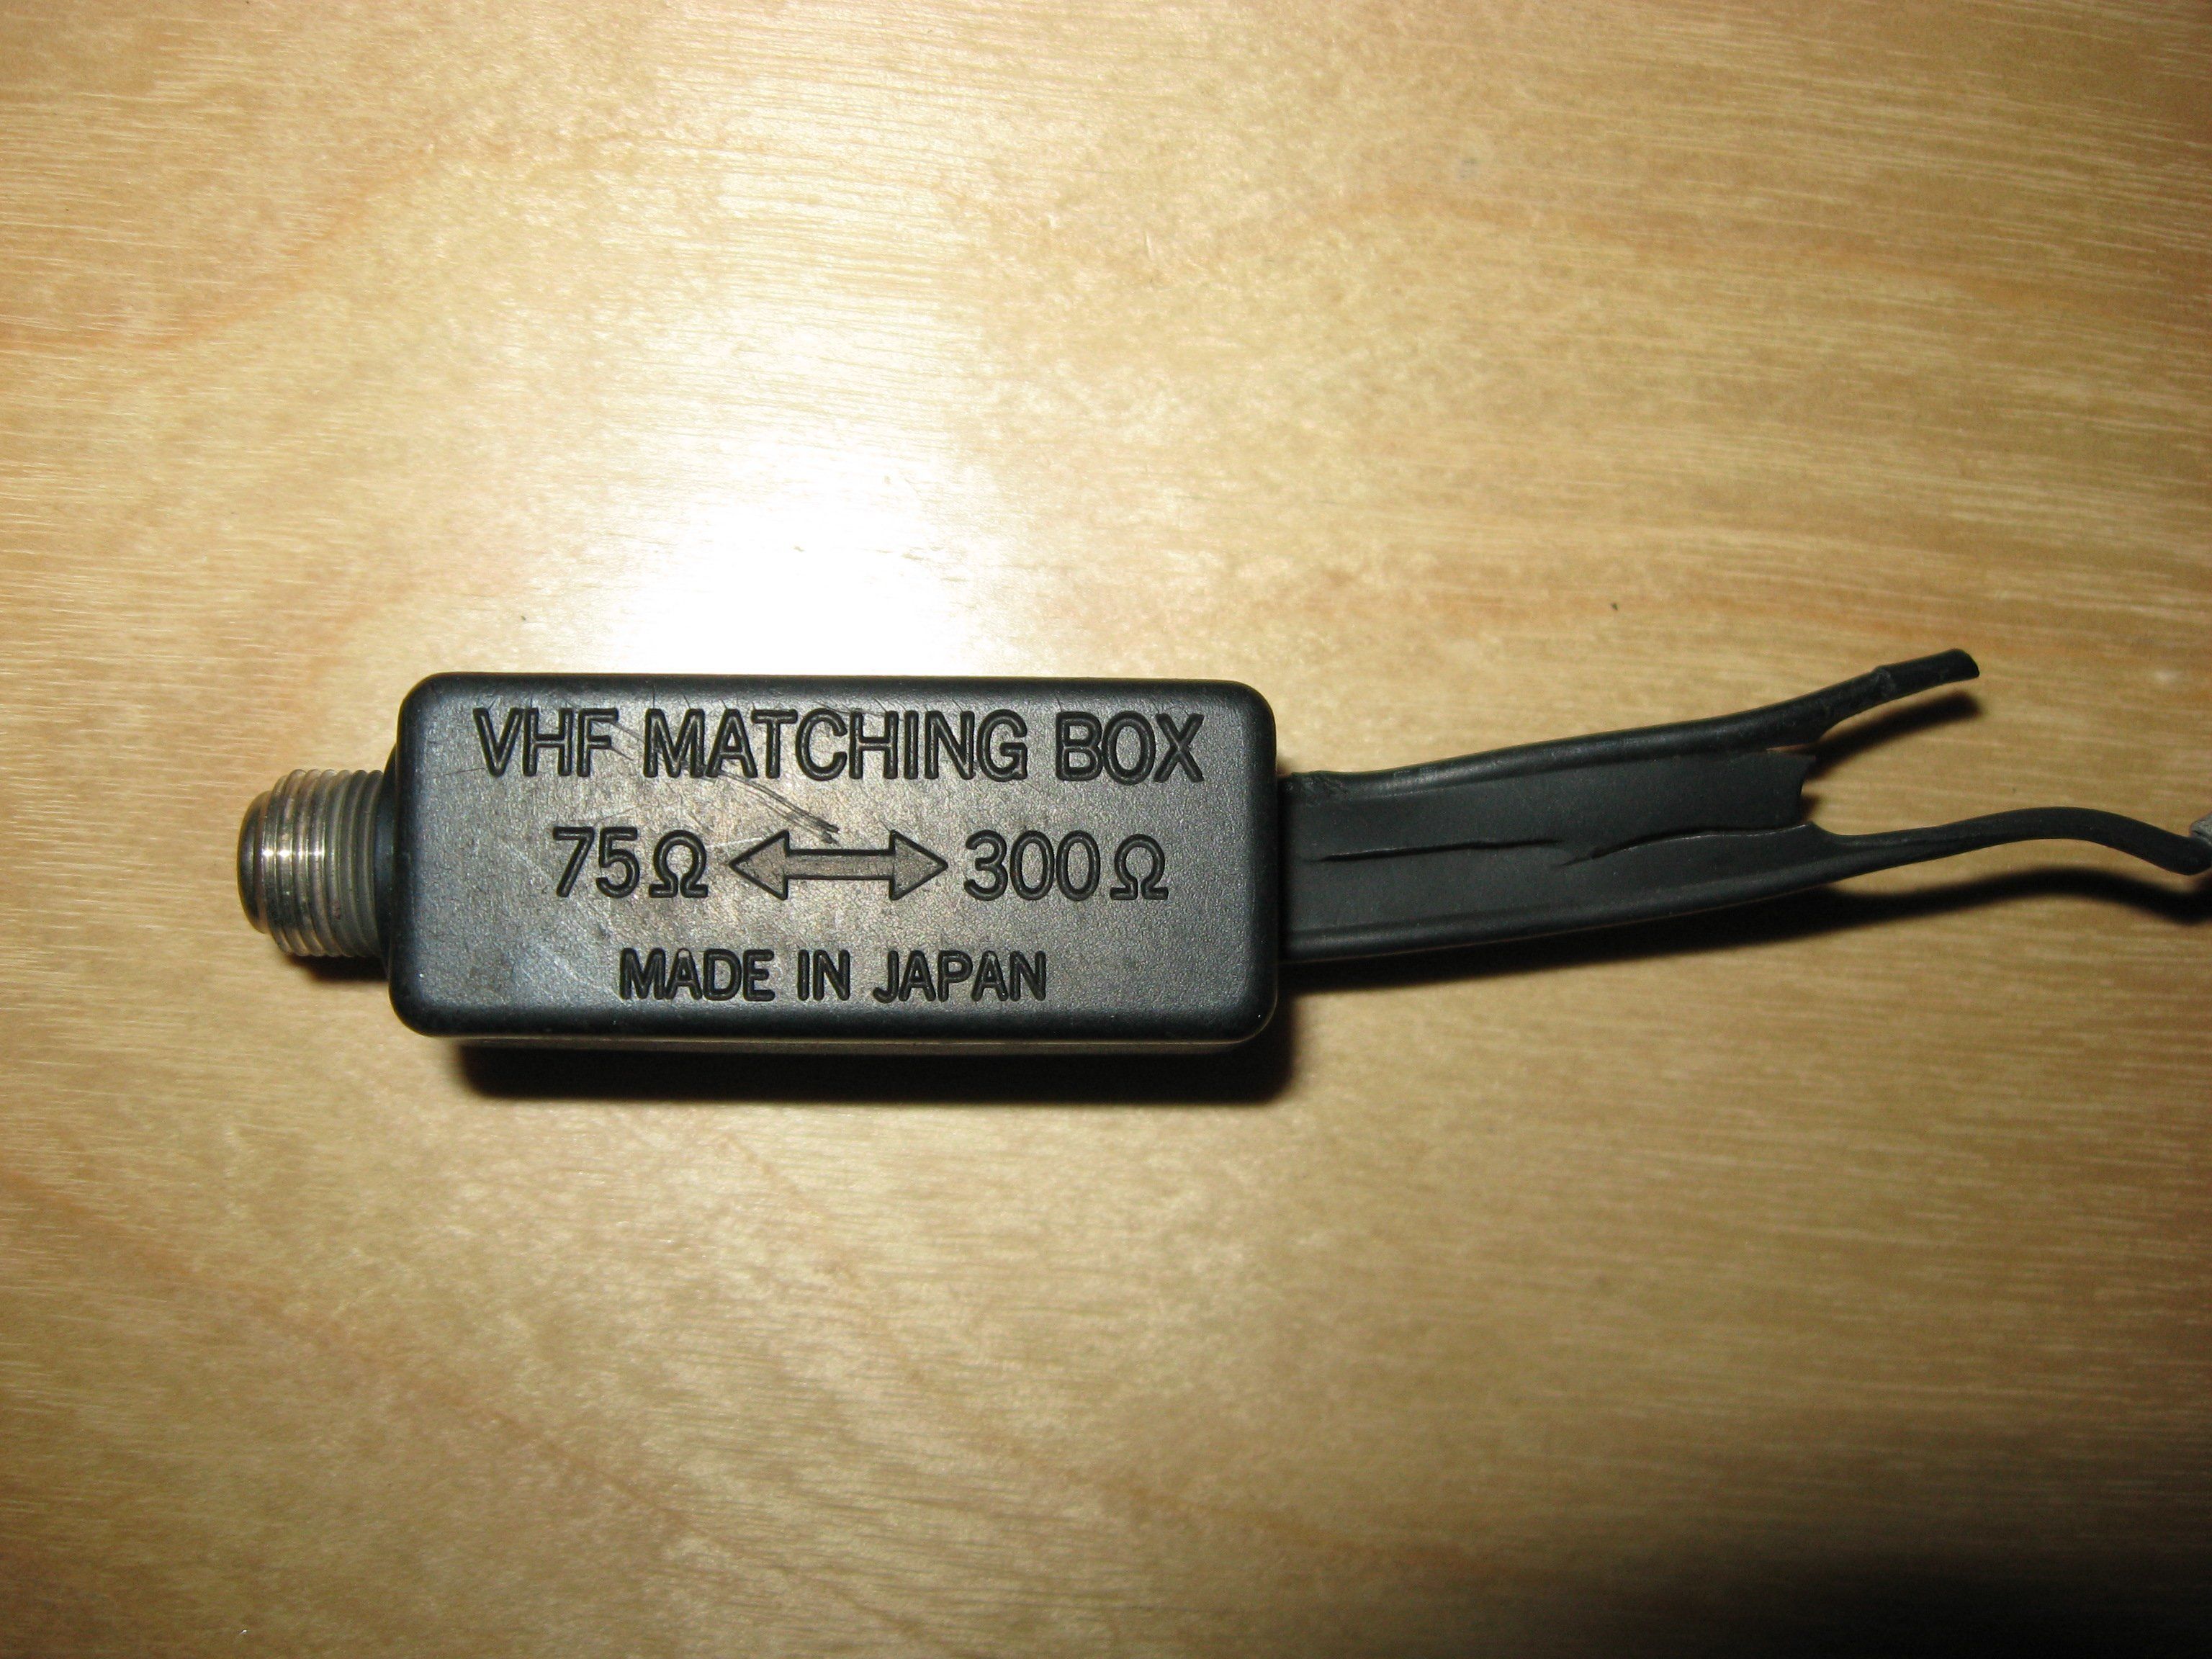 VHF MATCHING BOX
75Ω ⟷ 300Ω
MADE IN JAPAN